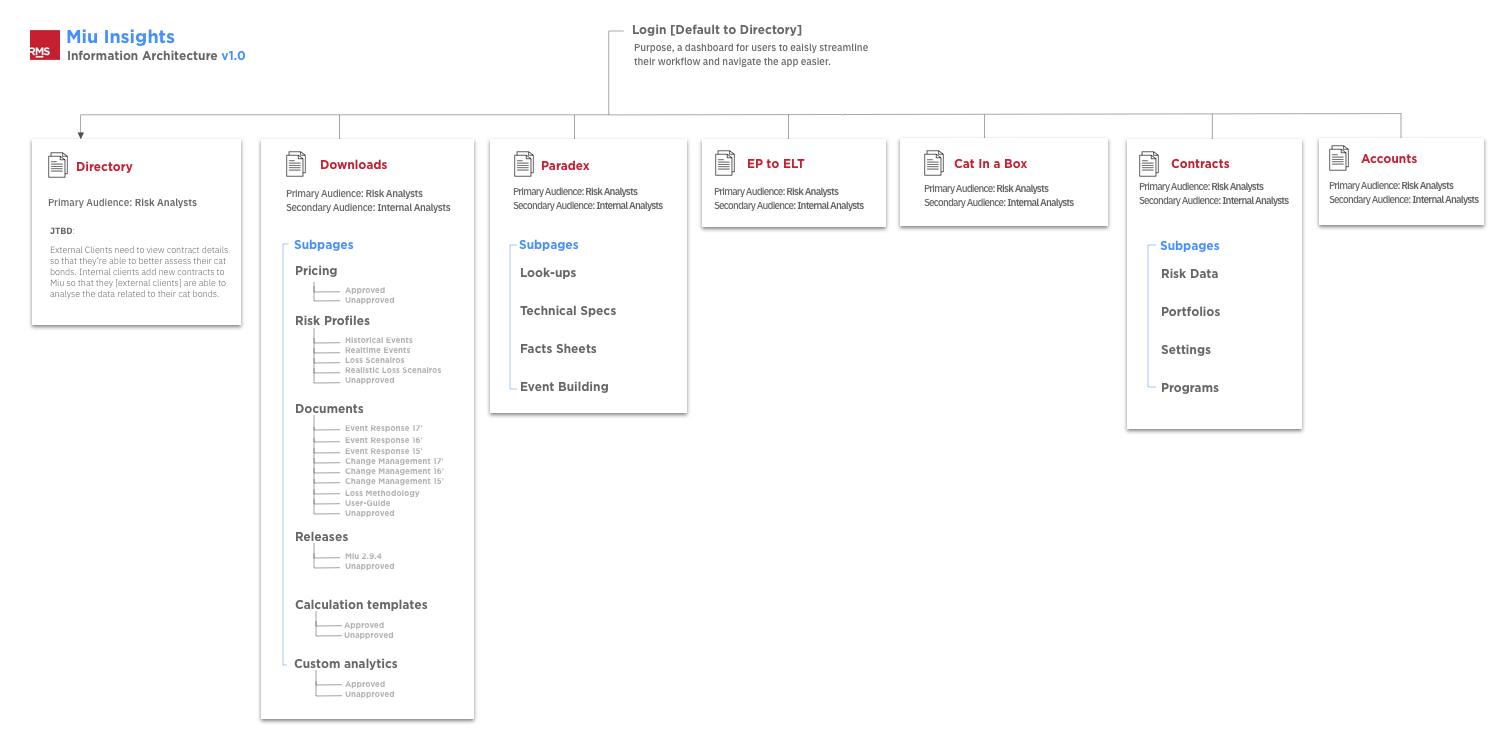 RMS
Miu Insights
Information Architecture v1.0
Login [Default to Directory]
Purpose, a dashboard for users to eaisly streamline
their workflow and navigate the app easier.
Directory
Primary Audience: Risk Analysts
JTBD:
External Clients need to view contract details
so that they're able to better assess their cat
bonds. Internal clients add new contracts to
Miu so that they [external clients] are able to
analyse the data related to their cat bonds.
Downloads
Primary Audience: Risk Analysts
Secondary Audience: Internal Analysts
Subpages
Pricing
Approved
Unapproved
Risk Profiles
Historical Events
Realtime Events
Loss Scenairos
Realistic Loss Scenairos
Unapproved
Documents
Event Response 17'
Event Response 16'
Event Response 15'
Change Management 17'
Change Management 16'
Change Management 15'
Loss Methodology
User-Guide
Unapproved
Releases
Miu 2.9.4
Unapproved
Calculation templates
Approved
Unapproved
Custom analytics
Approved
Unapproved
Paradex
Primary Audience: Risk Analysts
Secondary Audience: Internal Analysts
Subpages
Look-ups
Technical Specs
Facts Sheets
Event Building
EP to ELT
Primary Audience: Risk Analysts
Secondary Audience: Internal Analysts
Cat in a Box
Primary Audience: Risk Analysts
Secondary Audience: Internal Analysts
Contracts
Primary Audience: Risk Analysts
Secondary Audience: Internal Analysts
Subpages
Risk Data
Portfolios
Settings
Programs
Accounts
Primary Audience: Risk Analysts
Secondary Audience: Internal Analysts